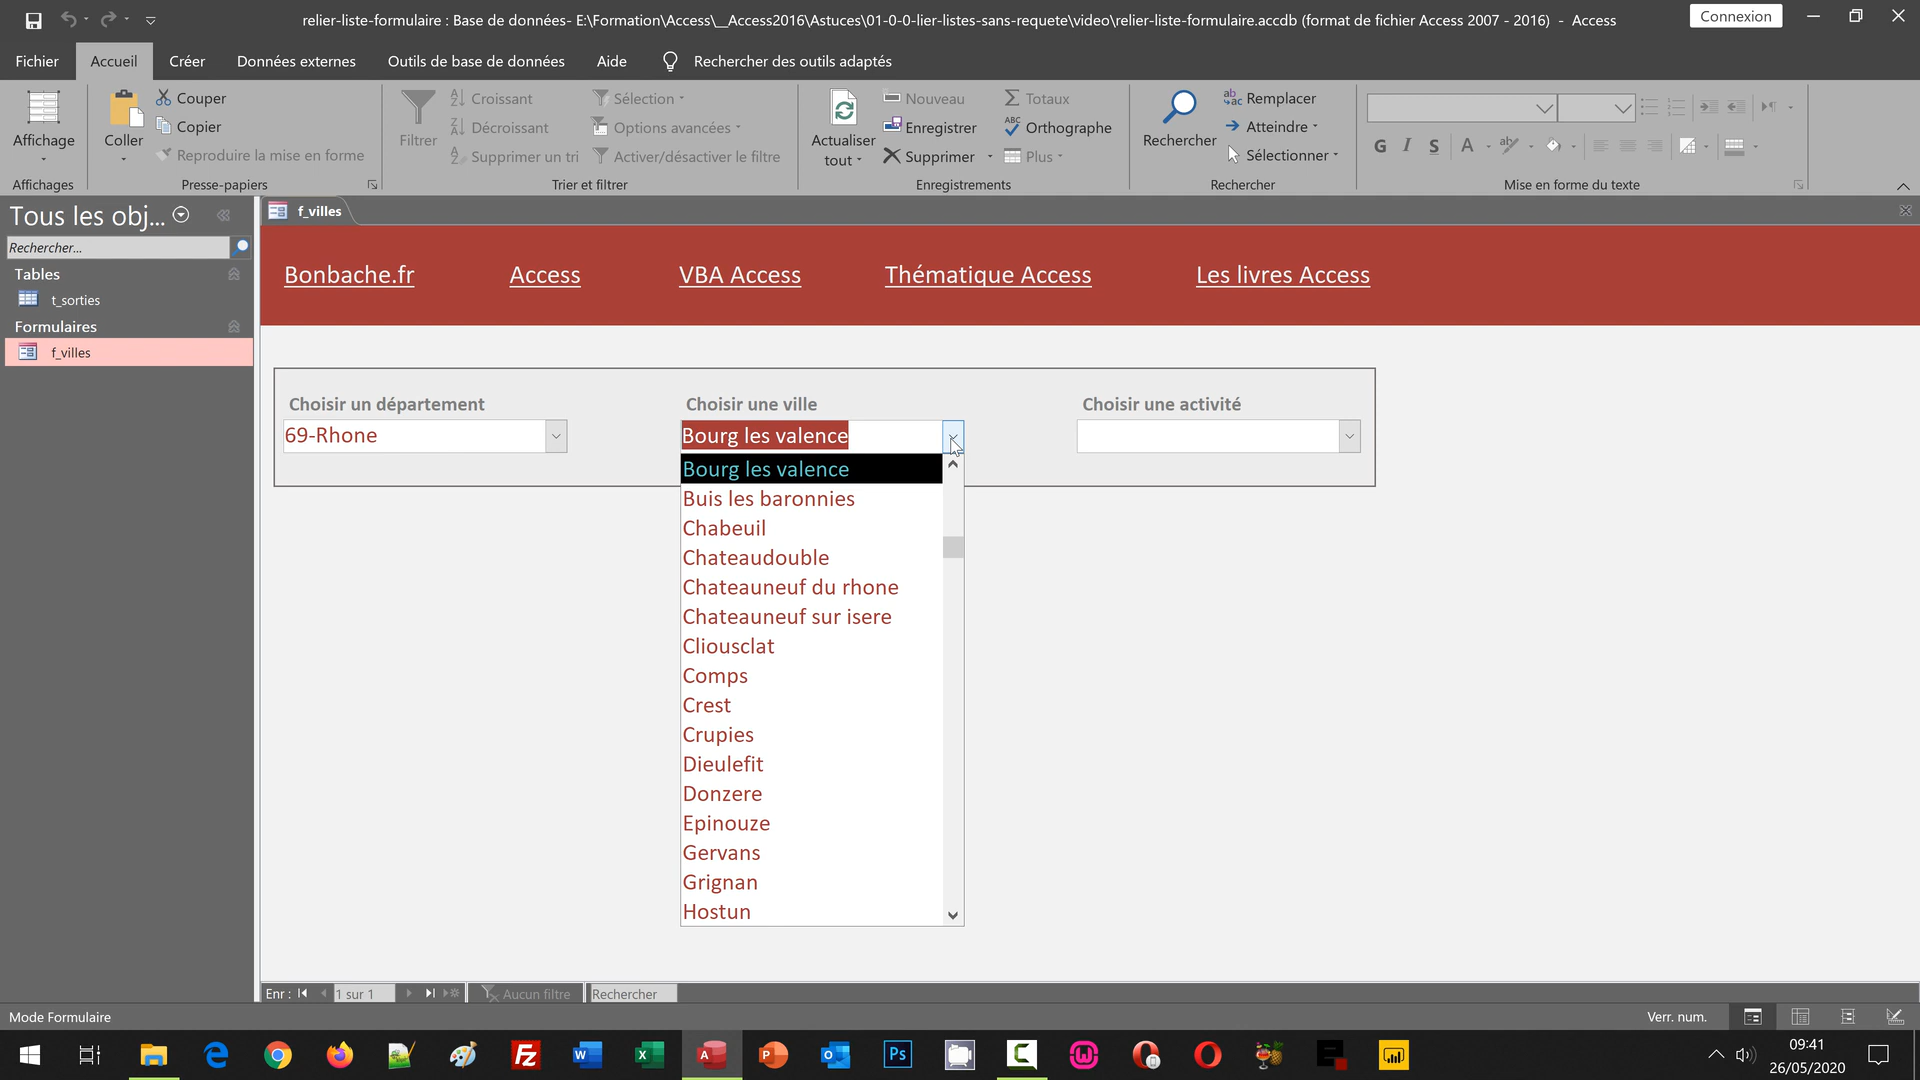 relier-liste-formulaire : Base de données- E:\Formation\Access\__Access2016\Astuces\01-0-0-lier-listes-sans-requete\video\relier-liste-formulaire.accdb (format de fichier Access 2007 - 2016) - Access
Connexion
Fichier Accueil Créer Données externes Outils de base de données Aide Rechercher des outils adaptés
Affichage
Affichages
Coller
Couper
Copier
Reproduire la mise en forme
Presse-papiers
Filtrer
Croissant
Décroissant
Supprimer un tri
Sélection
Options avancées
Activer/désactiver le filtre
Trier et filtrer
Actualiser
tout
Nouveau
Enregistrer
Supprimer
Totaux
Orthographe
Plus
Enregistrements
Rechercher
Remplacer
Atteindre
Sélectionner
Rechercher
G I S A
Mise en forme du texte
Tous les obj...
Rechercher...
Tables
t_sorties
Formulaires
f_villes
f_villes
Bonbache.fr Access VBA Access Thématique Access Les livres Access
Choisir un département Choisir une ville Choisir une activité
69-Rhone Bourg les valence
Bourg les valence
Buis les baronnies
Chabeuil
Chateaudouble
Chateauneuf du rhone
Chateauneuf sur isere
Cliousclat
Comps
Crest
Crupies
Dieulefit
Donzere
Epinouze
Gervans
Grignan
Hostun
Enr : 1 sur 1 Aucun filtre Rechercher
Mode Formulaire Verr. num.
09:41
26/05/2020